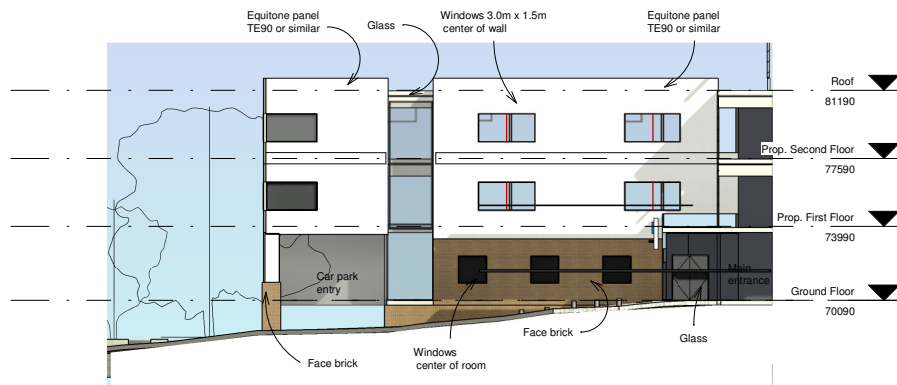 Equitone panel
TE90 or similar
Glass
Windows 3.0m x 1.5m
center of wall
Equitone panel
TE90 or similar
Roof
81190
Prop. Second Floor
77590
Prop. First Floor
73990
Car park
entry
Main
entrance
Ground Floor
70090
Face brick
Windows
center of room
Face brick
Glass